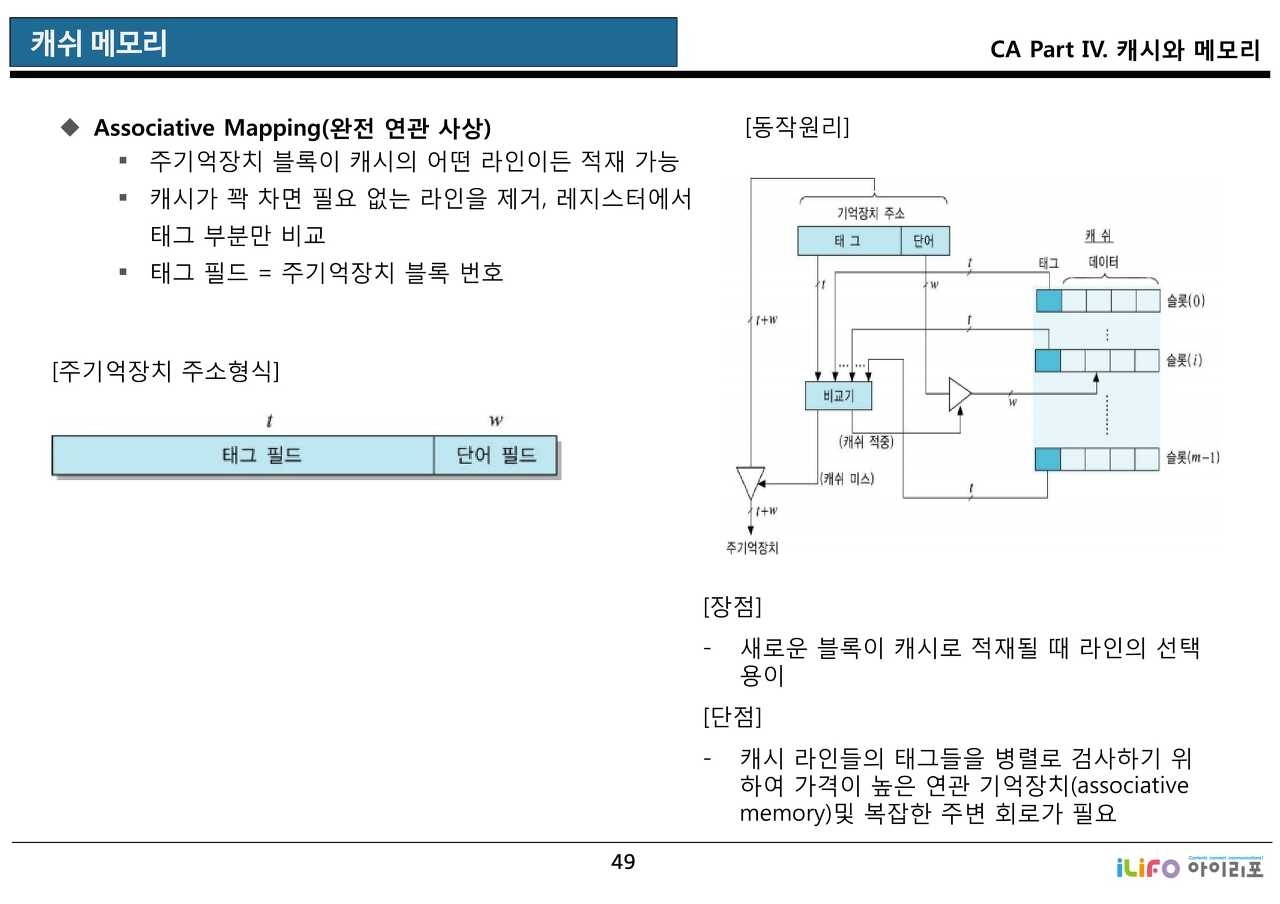 캐쉬 메모리
CA Part IV. 캐시와 메모리
◆ Associative Mapping(완전 연관 사상)
▪ 주기억장치 블록이 캐시의 어떤 라인이든 적재 가능
▪ 캐시가 꽉 차면 필요 없는 라인을 제거, 레지스터에서
태그 부분만 비교
▪ 태그 필드 = 주기억장치 블록 번호
[주기억장치 주소형식]
t w
태그 필드 단어 필드
[동작원리]
기억장치 주소
태 그 단어
캐 쉬
태그 데이터
t
t
w
슬롯(0)
t+w
t
⋮
슬롯(i)
... ...
비교기
w
(캐쉬 적중)
슬롯(m-1)
(캐쉬 미스)
t
t+w
주기억장치
[장점]
- 새로운 블록이 캐시로 적재될 때 라인의 선택
용이
[단점]
- 캐시 라인들의 태그들을 병렬로 검사하기 위
하여 가격이 높은 연관 기억장치(associative
memory)및 복잡한 주변 회로가 필요
49
Contents connect communications!
iLiFO 아이리포